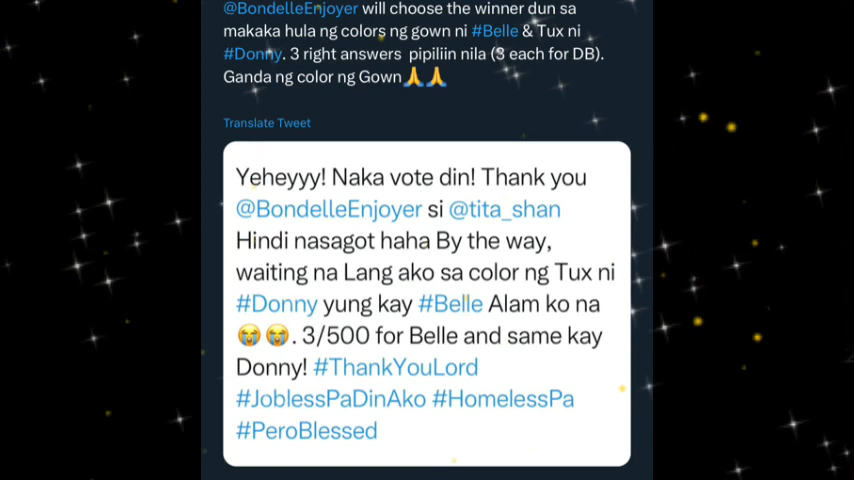 @BondelleEnjoyer will choose the winner dun sa
makaka hula ng colors ng gown ni #Belle & Tux ni
#Donny. 3 right answers pipiliin nila (3 each for DB).
Ganda ng color ng Gown🙏🙏
Translate Tweet
Yeheyyy! Naka vote din! Thank you
@BondelleEnjoyer si @tita_shan
Hindi nasagot haha By the way,
waiting na Lang ako sa color ng Tux ni
#Donny yung kay #Belle Alam ko na
😭😭. 3/500 for Belle and same kay
Donny! #ThankYouLord
#JoblessPaDinAko #HomelessPa
#PeroBlessed